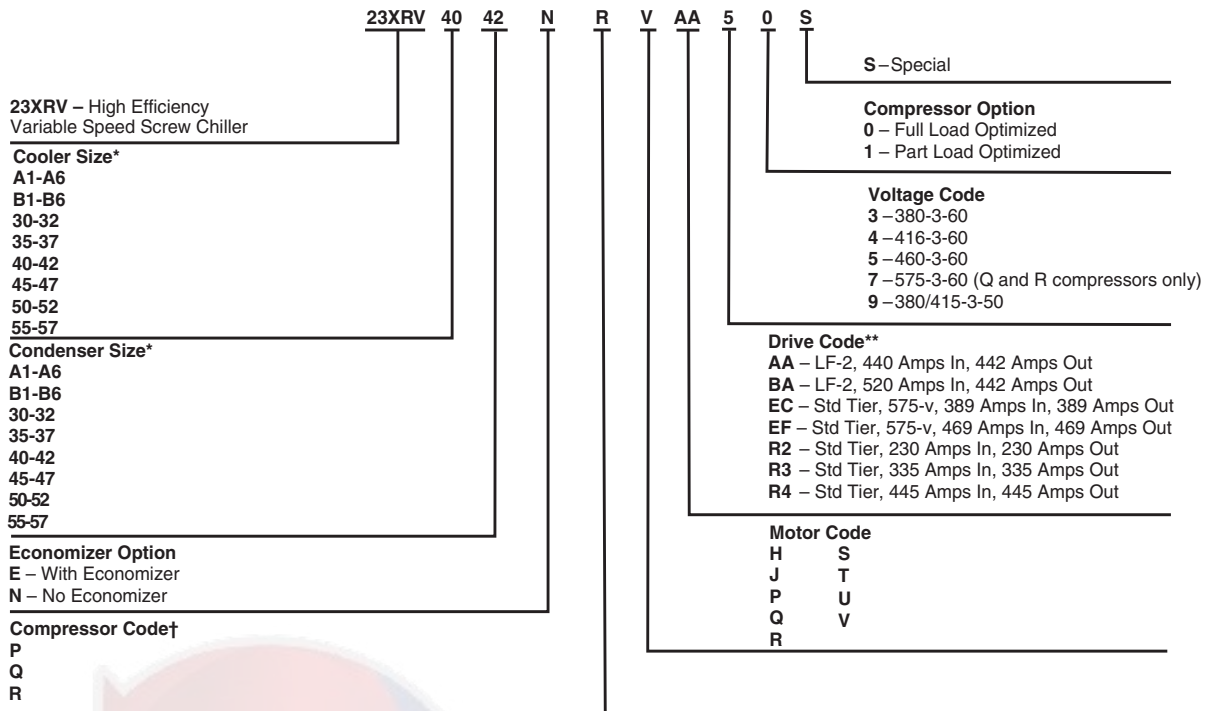 23XRV 40 42 N R V AA 5 0 S
S – Special
23XRV – High Efficiency
Variable Speed Screw Chiller
Compressor Option
0 – Full Load Optimized
1 – Part Load Optimized
Cooler Size*
A1-A6
B1-B6
30-32
35-37
40-42
45-47
50-52
55-57
Voltage Code
3 – 380-3-60
4 – 416-3-60
5 – 460-3-60
7 – 575-3-60 (Q and R compressors only)
9 – 380/415-3-50
Condenser Size*
A1-A6
B1-B6
30-32
35-37
40-42
45-47
50-52
55-57
Drive Code**
AA – LF-2, 440 Amps In, 442 Amps Out
BA – LF-2, 520 Amps In, 442 Amps Out
EC – Std Tier, 575-v, 389 Amps In, 389 Amps Out
EF – Std Tier, 575-v, 469 Amps In, 469 Amps Out
R2 – Std Tier, 230 Amps In, 230 Amps Out
R3 – Std Tier, 335 Amps In, 335 Amps Out
R4 – Std Tier, 445 Amps In, 445 Amps Out
Economizer Option
E – With Economizer
N – No Economizer
Motor Code
H S
J T
P U
Q V
R
Compressor Code†
P
Q
R